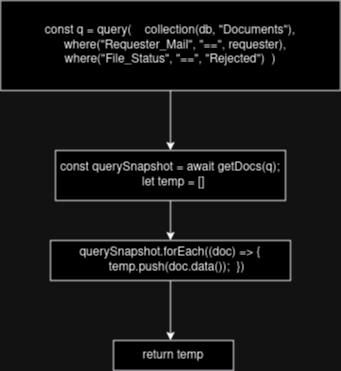 const q = query(    collection(db, "Documents"),
where("Requester_Mail", "==", requester),
where("File_Status", "==", "Rejected")  )
const querySnapshot = await getDocs(q);
let temp = []
querySnapshot.forEach((doc) => {
temp.push(doc.data());  })
return temp